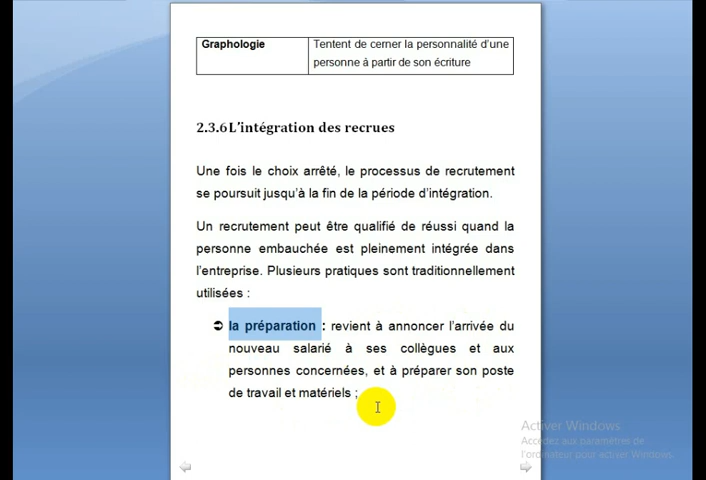 Graphologie
Tentent de cerner la personnalité d’une
personne à partir de son écriture
2.3.6 L’intégration des recrues
Une fois le choix arrêté, le processus de recrutement
se poursuit jusqu’à la fin de la période d’intégration.
Un recrutement peut être qualifié de réussi quand la
personne embauchée est pleinement intégrée dans
l’entreprise. Plusieurs pratiques sont traditionnellement
utilisées :
➲ la préparation : revient à annoncer l’arrivée du
nouveau salarié à ses collègues et aux
personnes concernées, et à préparer son poste
de travail et matériels ;
Activer Windows
Accédez aux paramètres de
l’ordinateur pour activer Windows.